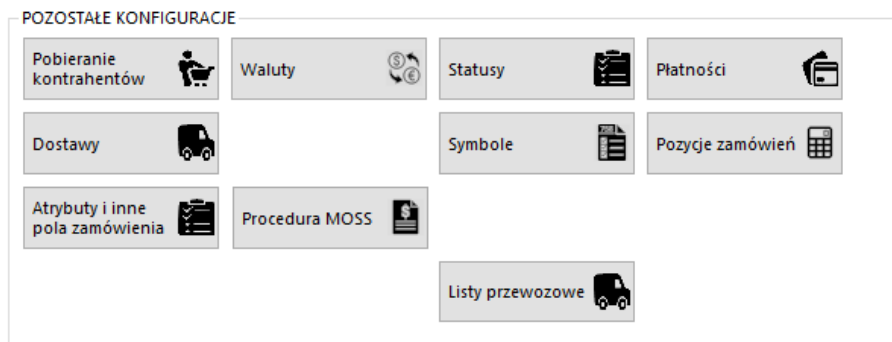 POZOSTAŁE KONFIGURACJE
Pobieranie
kontrahentów
Waluty
Statusy
Płatności
Dostawy
Symbole
Pozycje zamówień
Atrybuty i inne
pola zamówienia
Procedura MOSS
Listy przewozowe